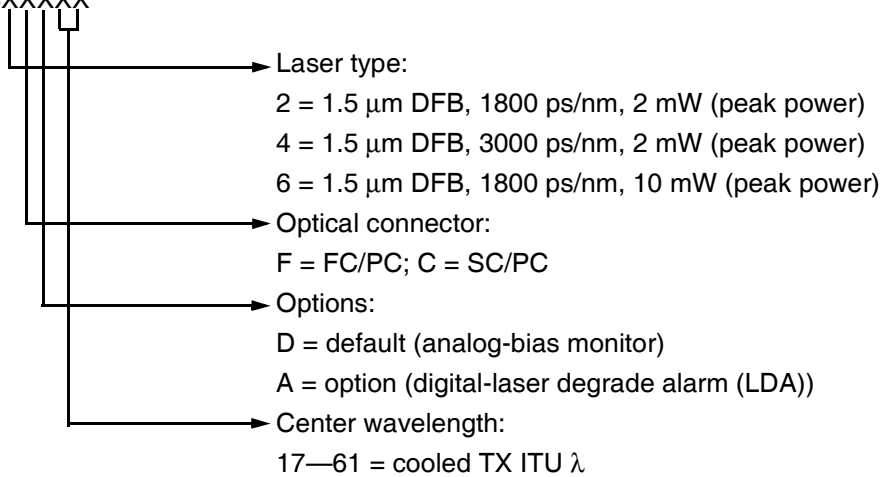 XXXXX
Laser type:
2 = 1.5 μm DFB, 1800 ps/nm, 2 mW (peak power)
4 = 1.5 μm DFB, 3000 ps/nm, 2 mW (peak power)
6 = 1.5 μm DFB, 1800 ps/nm, 10 mW (peak power)
Optical connector:
F = FC/PC; C = SC/PC
Options:
D = default (analog-bias monitor)
A = option (digital-laser degrade alarm (LDA))
Center wavelength:
17—61 = cooled TX ITU λ